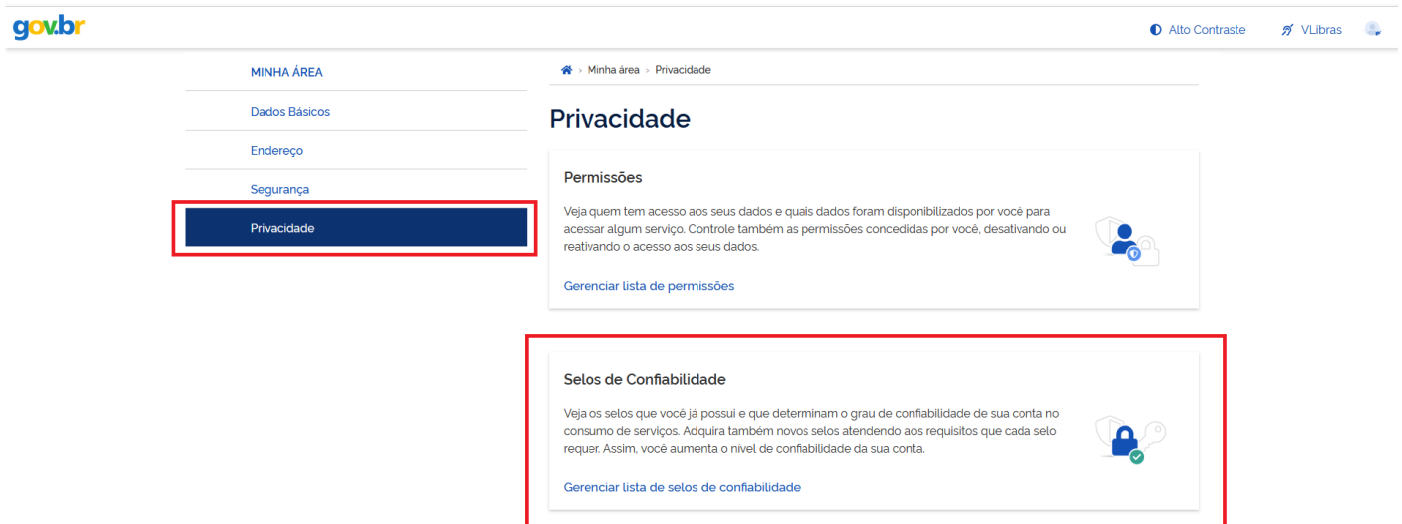 gov.br
Alto Contraste
VLibras
MINHA ÁREA
Dados Básicos
Endereço
Segurança
Privacidade
Minha área > Privacidade
Privacidade
Permissões
Veja quem tem acesso aos seus dados e quais dados foram disponibilizados por você para
acessar algum serviço. Controle também as permissões concedidas por você, desativando ou
reativando o acesso aos seus dados.
Gerenciar lista de permissões
Selos de Confiabilidade
Veja os selos que você já possui e que determinam o grau de confiabilidade de sua conta no
consumo de serviços. Adquira também novos selos atendendo aos requisitos que cada selo
requer. Assim, você aumenta o nível de confiabilidade da sua conta.
Gerenciar lista de selos de confiabilidade